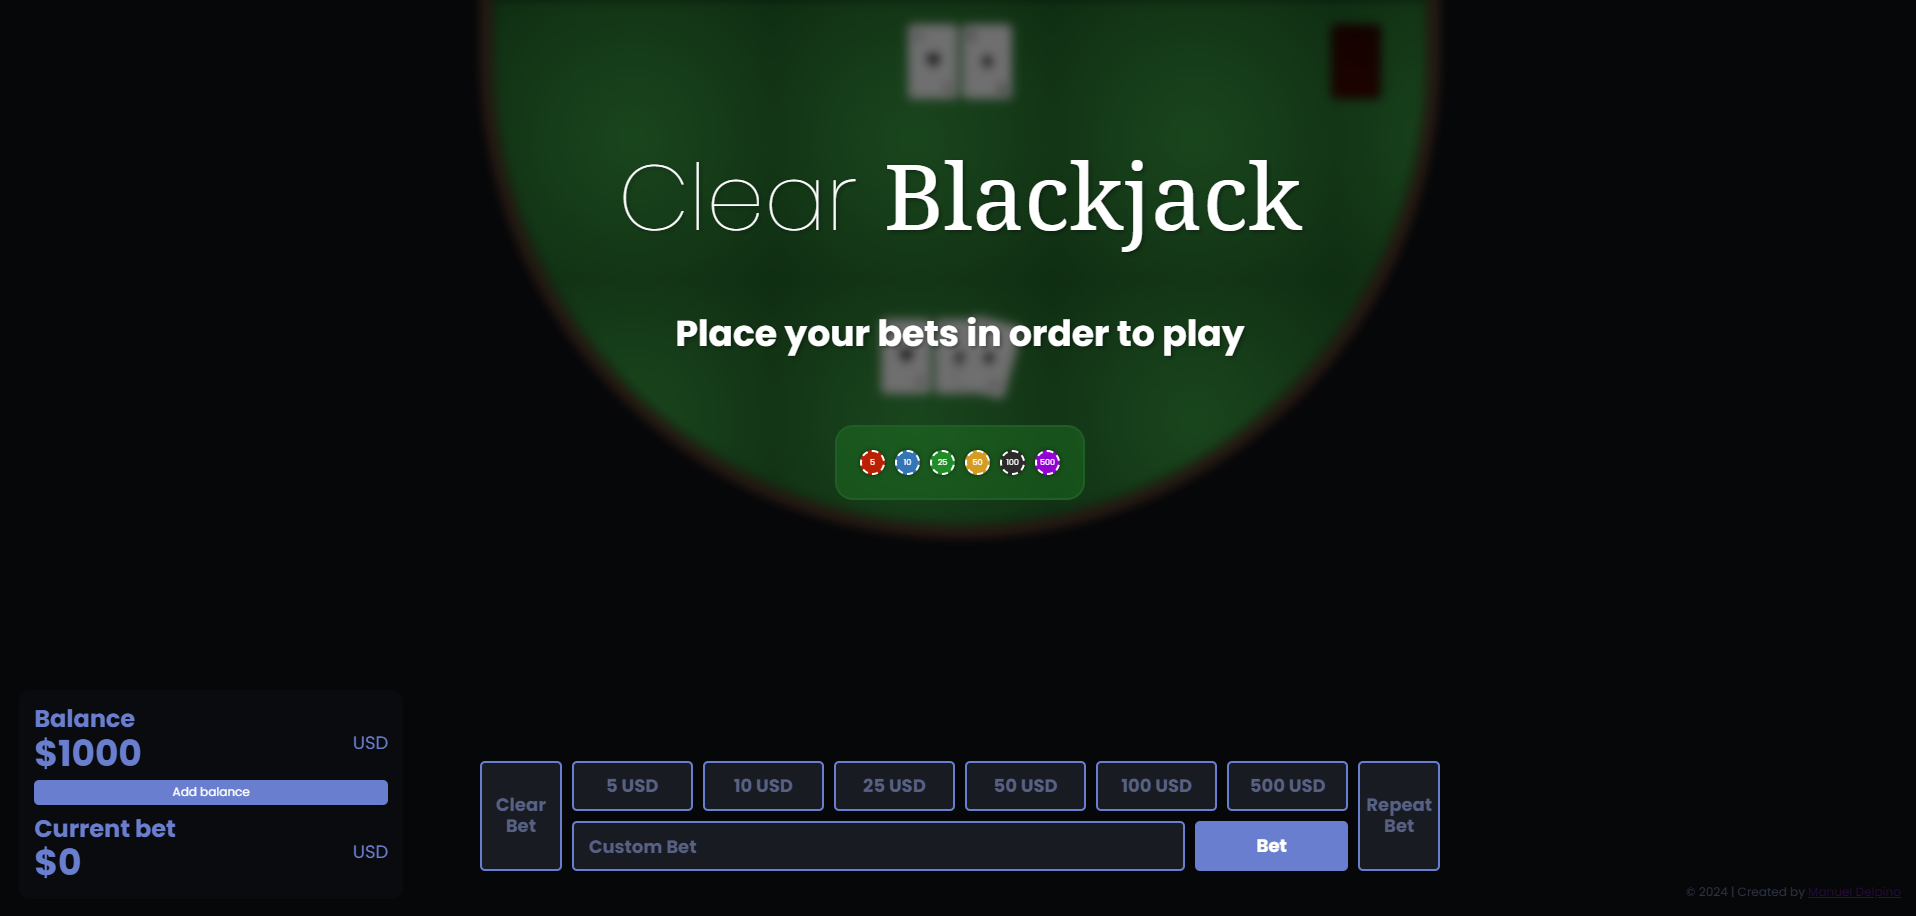 Clear Blackjack
Place your bets in order to play
5 10 25 50 100 500
Balance
$1000 USD
Add balance
Current bet
$0 USD
Clear
Bet
5 USD
10 USD
25 USD
50 USD
100 USD
500 USD
Custom Bet
Bet
Repeat
Bet
© 2024 | Created by Manuel Delpino